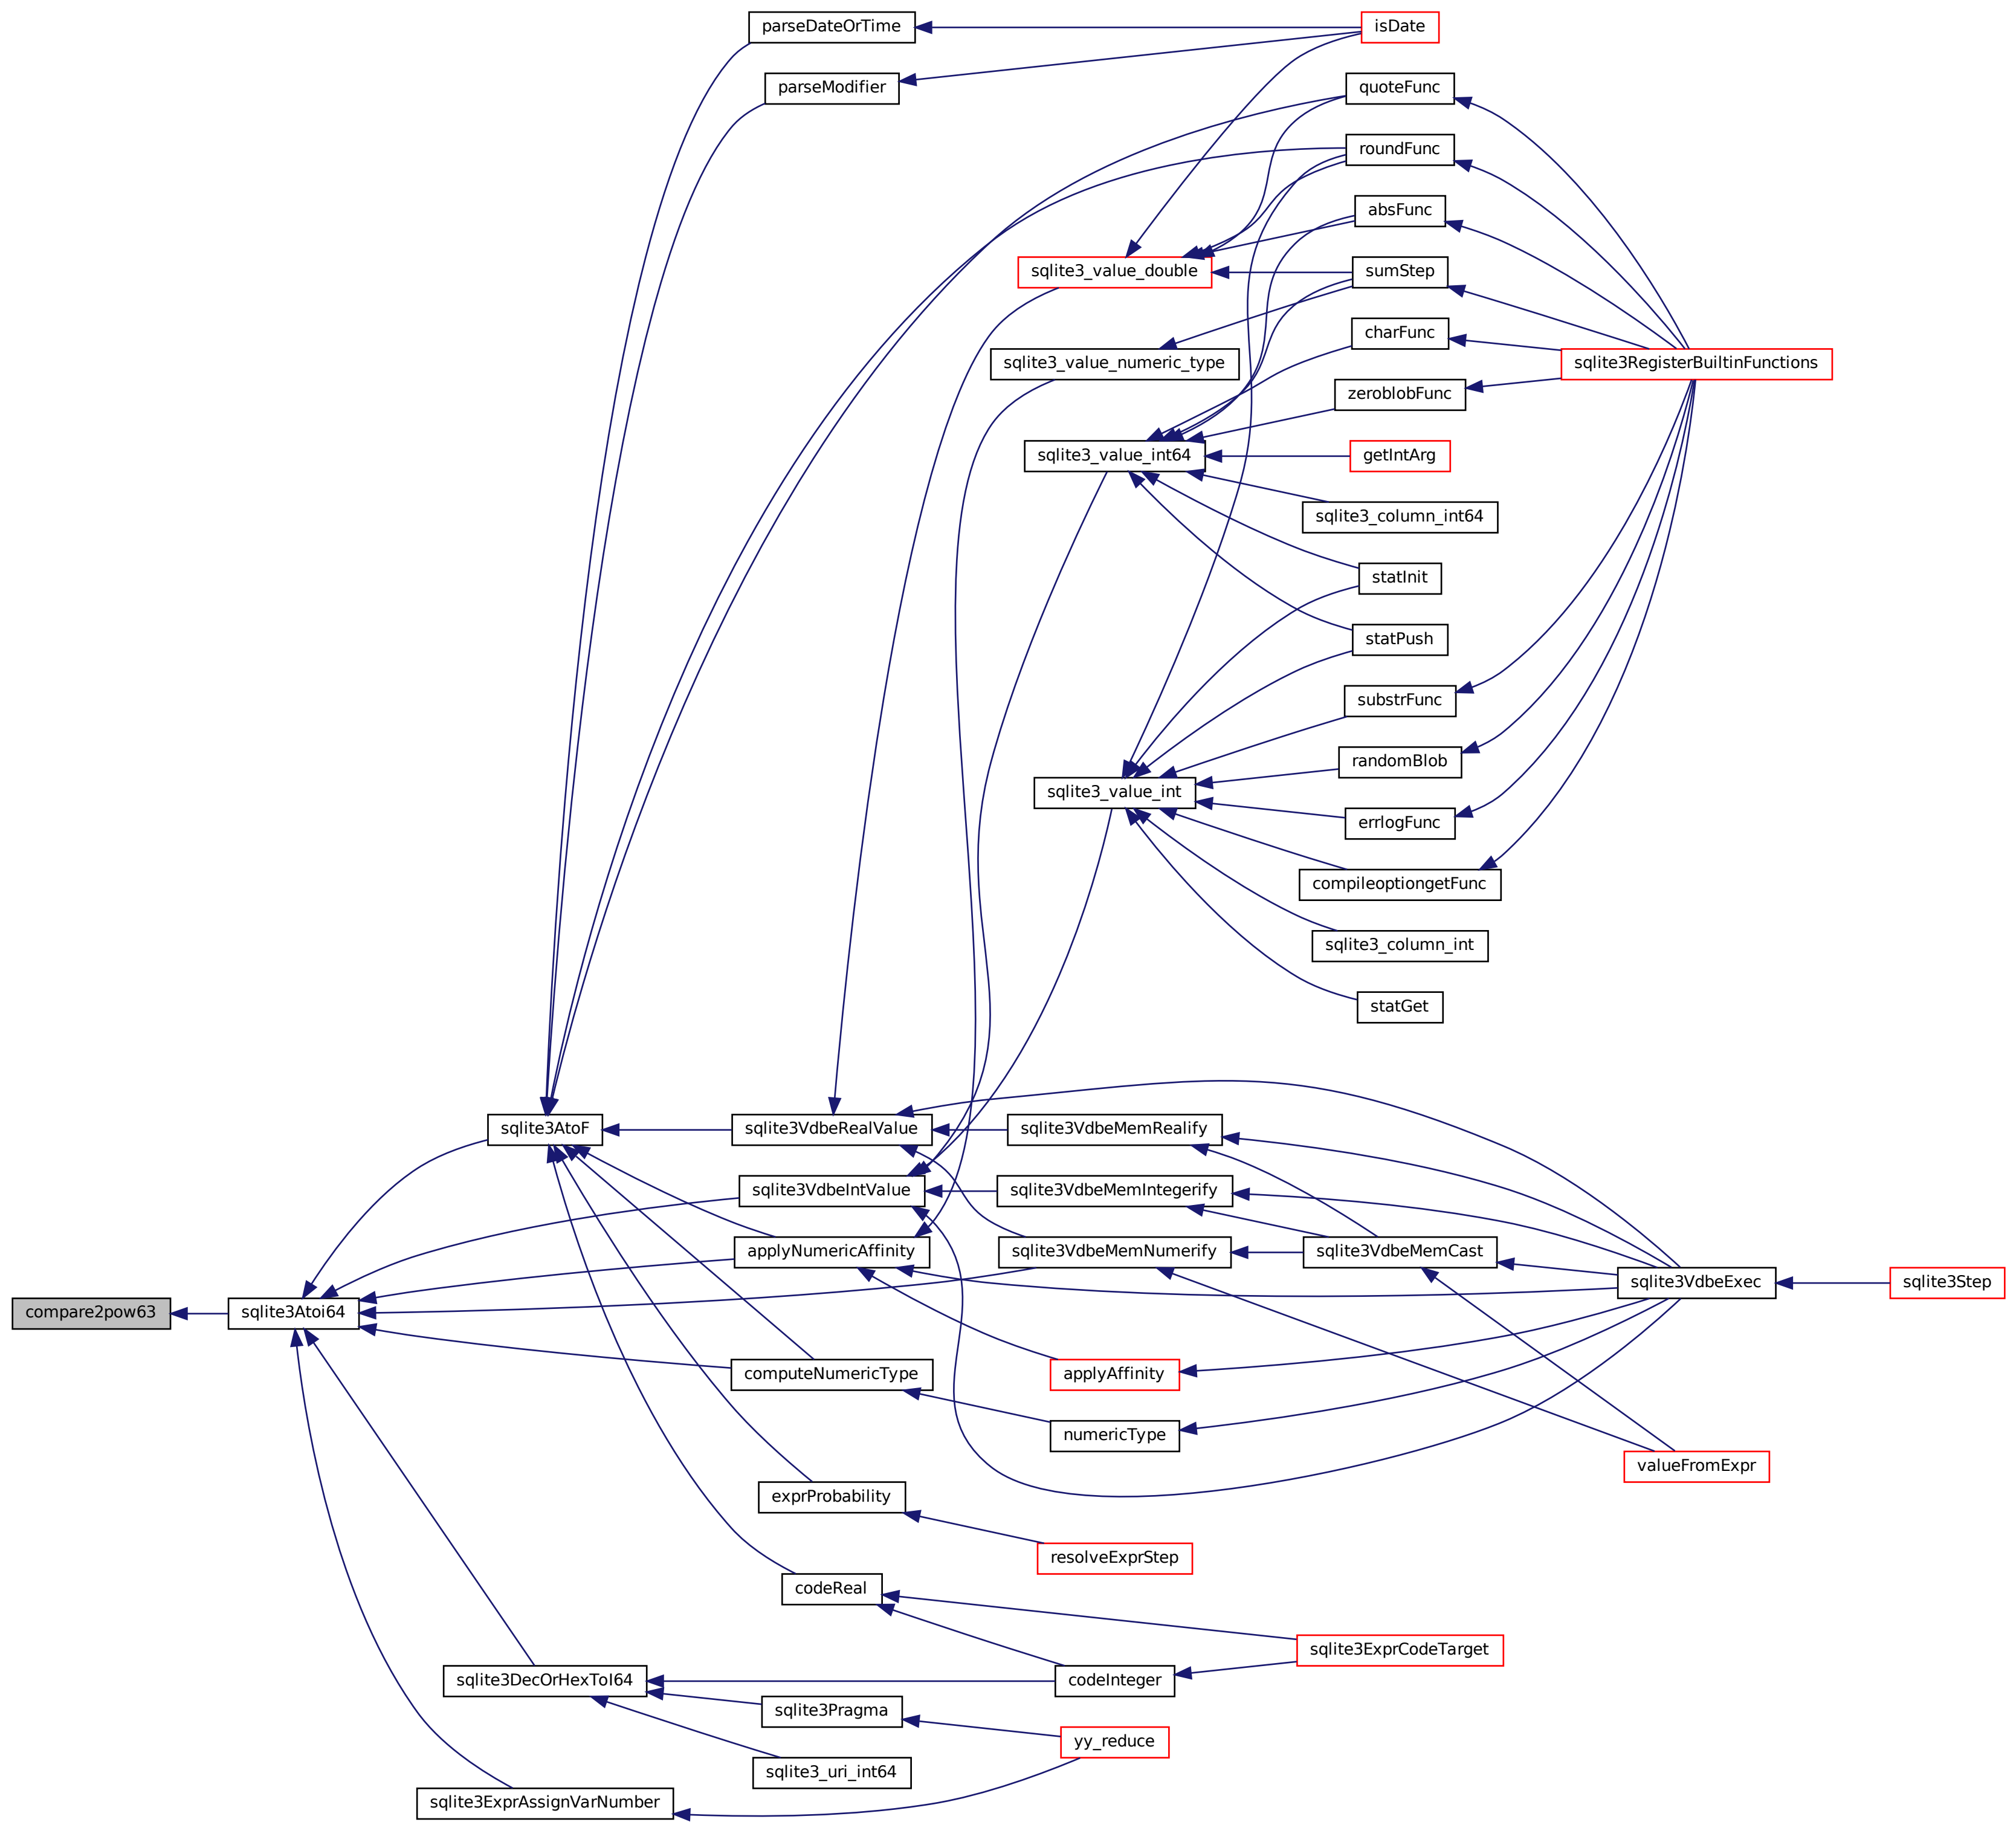 parseDateOrTime
isDate
parseModifier
quoteFunc
roundFunc
absFunc
sqlite3_value_double
sumStep
charFunc
sqlite3_value_numeric_type
sqlite3RegisterBuiltinFunctions
zeroblobFunc
sqlite3_value_int64
getIntArg
sqlite3_column_int64
statInit
statPush
substrFunc
randomBlob
sqlite3_value_int
errlogFunc
compileoptiongetFunc
sqlite3_column_int
statGet
sqlite3AtoF
sqlite3VdbeRealValue
sqlite3VdbeMemRealify
sqlite3VdbeIntValue
sqlite3VdbeMemIntegerify
applyNumericAffinity
sqlite3VdbeMemNumerify
sqlite3VdbeMemCast
sqlite3VdbeExec
sqlite3Step
compare2pow63
sqlite3Atoi64
computeNumericType
applyAffinity
numericType
valueFromExpr
exprProbability
resolveExprStep
codeReal
sqlite3ExprCodeTarget
sqlite3DecOrHexToI64
codeInteger
sqlite3Pragma
yy_reduce
sqlite3_uri_int64
sqlite3ExprAssignVarNumber